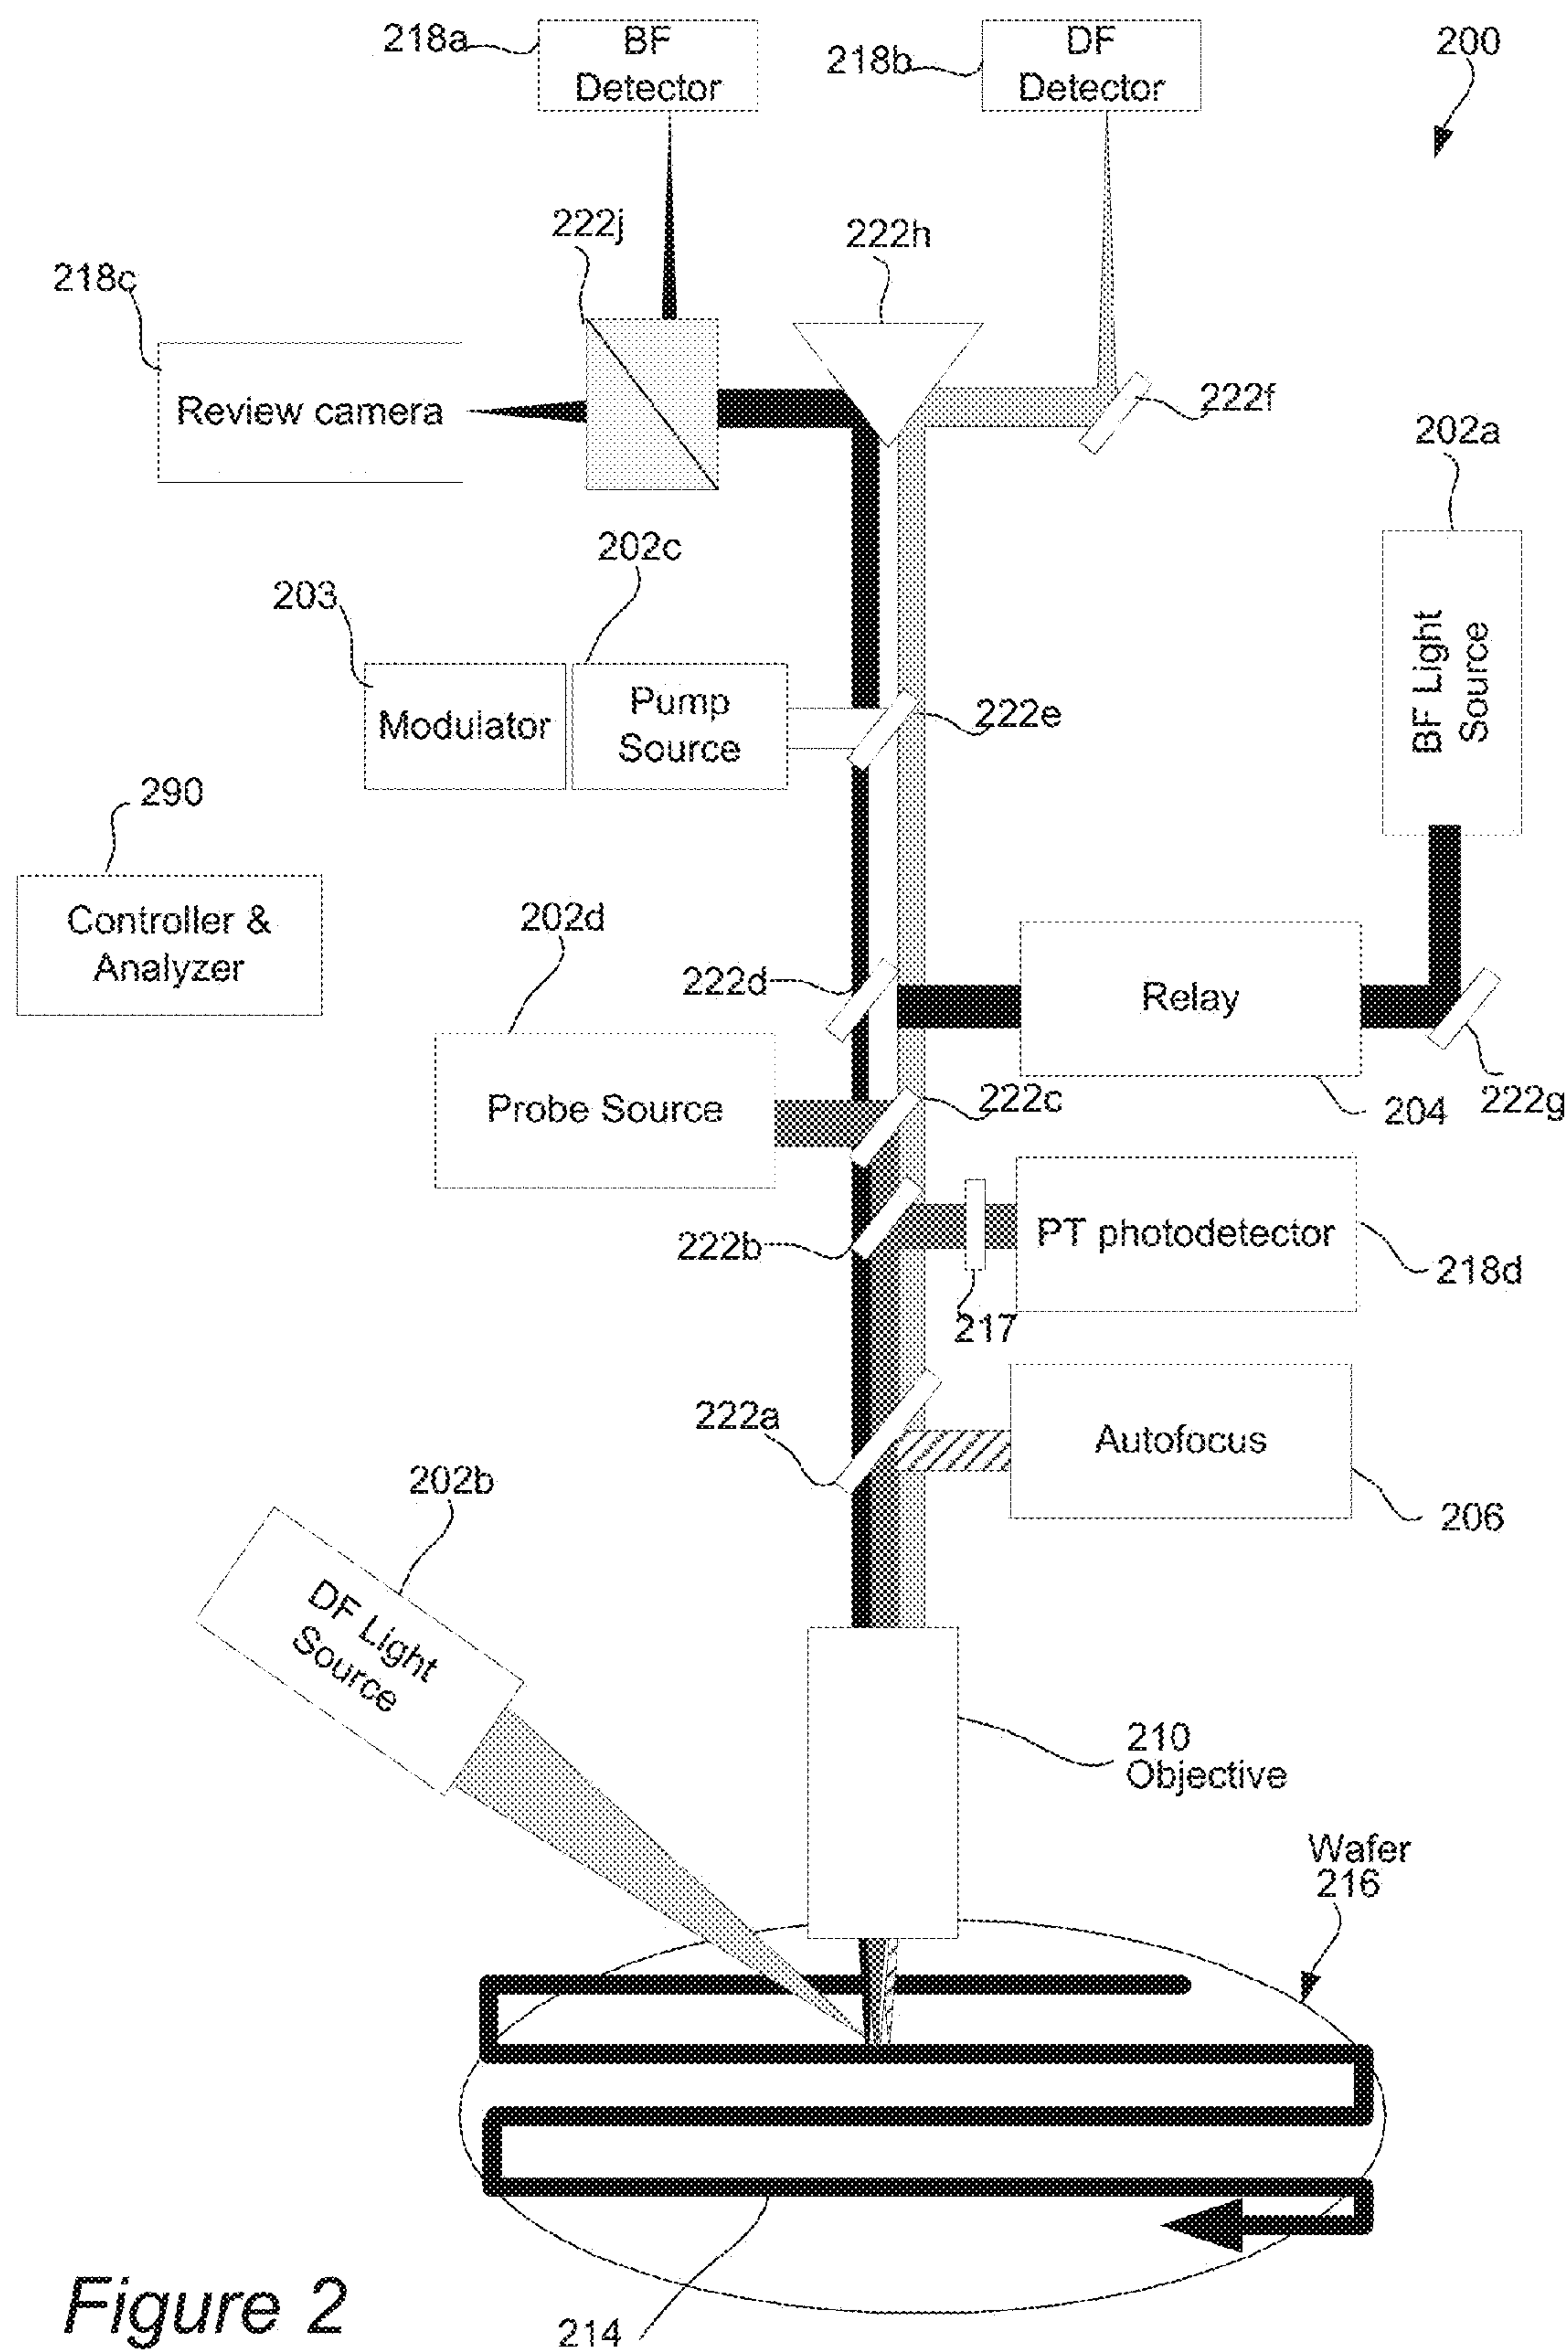 218a
BF
Detector
218b
DF
Detector
200
222j
222h
218c
Review camera
222f
202a
BF Light
Source
202c
203
Modulator
Pump
Source
222e
290
Controller &
Analyzer
202d
222d
Relay
Probe Source
222c
204
222g
222b
PT photodetector
218d
217
222a
Autofocus
206
202b
DF Light
Source
210
Objective
Wafer
216
214
Figure 2